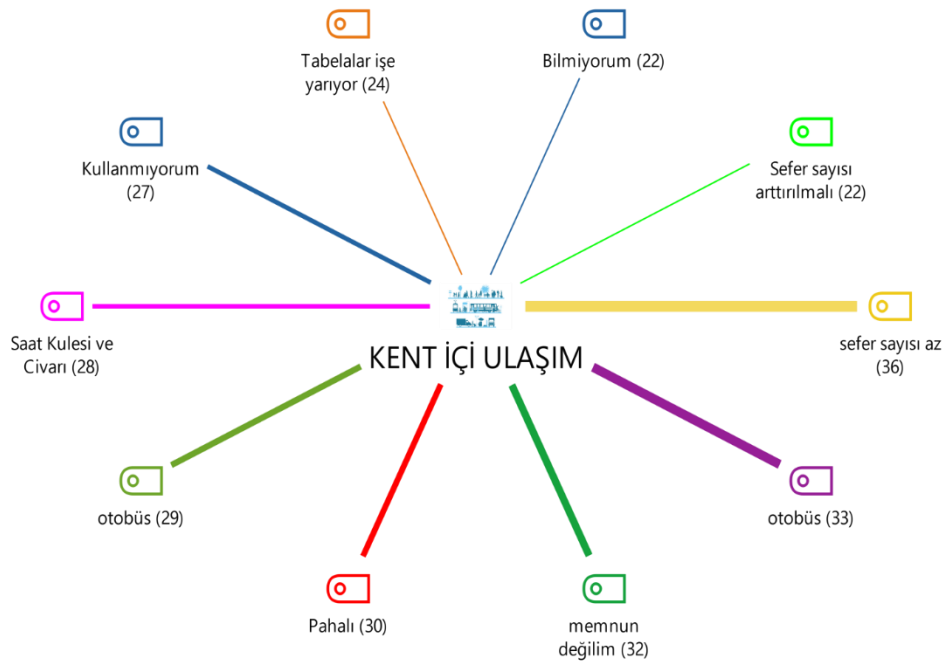 Tabelalar işe
yarıyor (24)
Bilmiyorum (22)
Kullanmıyorum
(27)
Sefer sayısı
arttırılmalı (22)
Saat Kulesi ve
Civarı (28)
sefer sayısı az
(36)
KENT İÇİ ULAŞIM
otobüs (29)
otobüs (33)
Pahalı (30)
memnun
değilim (32)